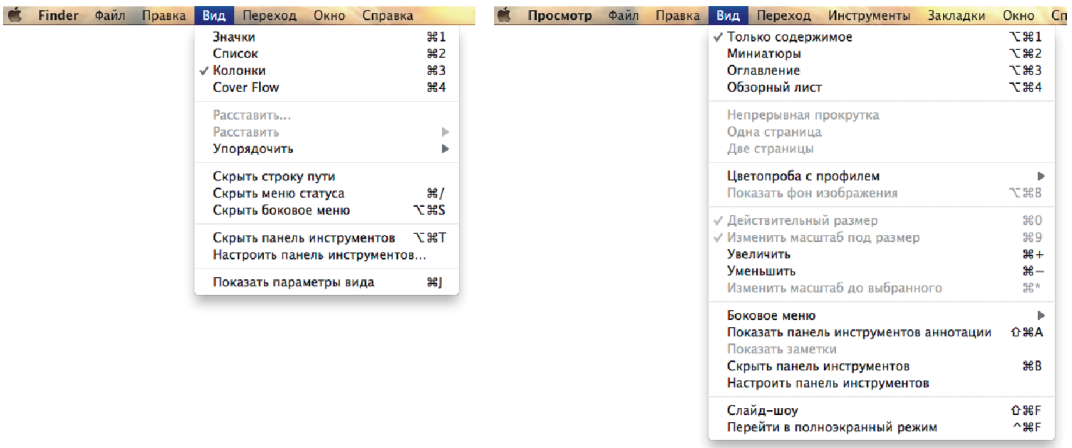 Finder Файл Правка Вид Переход Окно Справка
Значки ⌘1
Список ⌘2
✓ Колонки ⌘3
Cover Flow ⌘4
Расставить...
Расставить ▶
Упорядочить ▶
Скрыть строку пути
Скрыть меню статуса ⌘/
Скрыть боковое меню ⌥⌘S
Скрыть панель инструментов ⌥⌘T
Настроить панель инструментов...
Показать параметры вида ⌘J
Просмотр Файл Правка Вид Переход Инструменты Закладки Окно Сп
✓ Только содержимое ⌥⌘1
Миниатюры ⌥⌘2
Оглавление ⌥⌘3
Обзорный лист ⌥⌘4
Непрерывная прокрутка
Одна страница
Две страницы
Цветопроба с профилем ▶
Показать фон изображения ⌥⌘B
✓ Действительный размер ⌘0
✓ Изменить масштаб под размер ⌘9
Увеличить ⌘+
Уменьшить ⌘−
Изменить масштаб до выбранного ⌘*
Боковое меню ▶
Показать панель инструментов аннотации ⇧⌘A
Показать заметки
Скрыть панель инструментов ⌘B
Настроить панель инструментов
Слайд-шоу ⇧⌘F
Перейти в полноэкранный режим ^⌘F